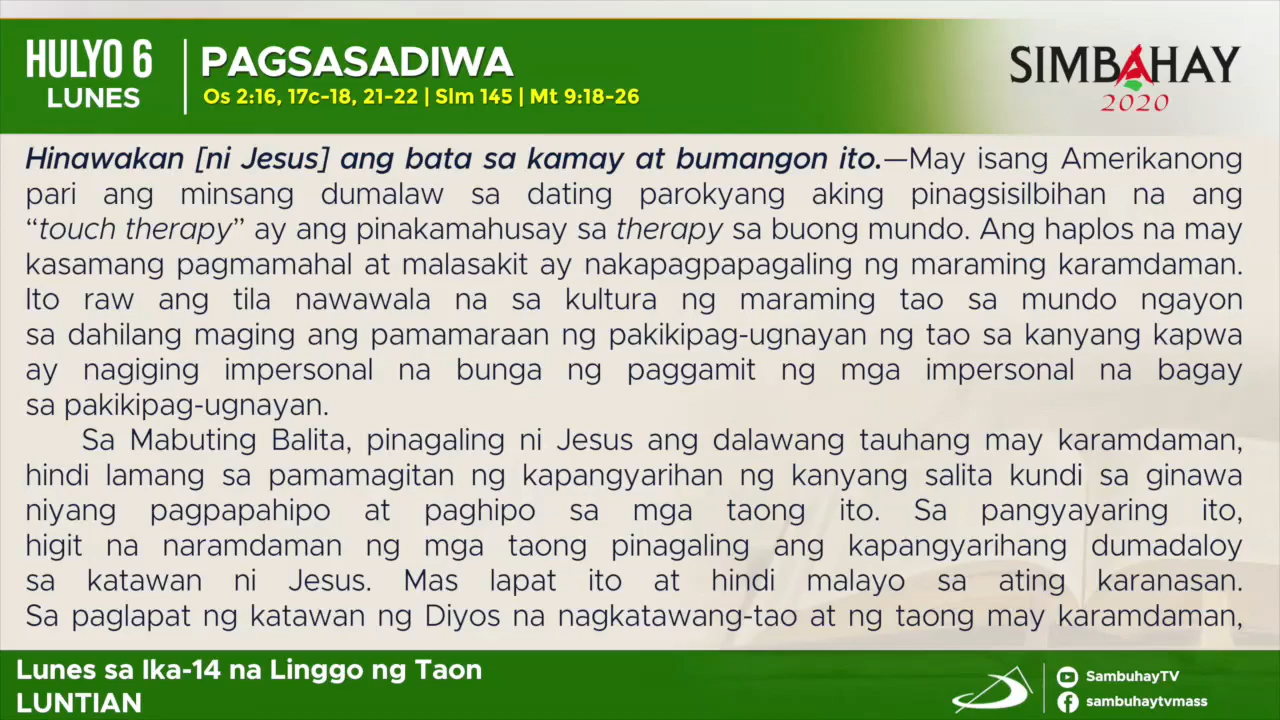 HULYO 6
LUNES
PAGSASADIWA
Os 2:16, 17c-18, 21-22 | Slm 145 | Mt 9:18-26
SIMBAHAY
2020
Hinawakan [ni Jesus] ang bata sa kamay at bumangon ito.—May isang Amerikanong
pari ang minsang dumalaw sa dating parokyang aking pinagsisilbihan na ang
“touch therapy” ay ang pinakamahusay sa therapy sa buong mundo. Ang haplos na may
kasamang pagmamahal at malasakit ay nakapagpapagaling ng maraming karamdaman.
Ito raw ang tila nawawala na sa kultura ng maraming tao sa mundo ngayon
sa dahilang maging ang pamamaraan ng pakikipag-ugnayan ng tao sa kanyang kapwa
ay nagiging impersonal na bunga ng paggamit ng mga impersonal na bagay
sa pakikipag-ugnayan.
Sa Mabuting Balita, pinagaling ni Jesus ang dalawang tauhang may karamdaman,
hindi lamang sa pamamagitan ng kapangyarihan ng kanyang salita kundi sa ginawa
niyang pagpapahipo at paghipo sa mga taong ito. Sa pangyayaring ito,
higit na naramdaman ng mga taong pinagaling ang kapangyarihang dumadaloy
sa katawan ni Jesus. Mas lapat ito at hindi malayo sa ating karanasan.
Sa paglapat ng katawan ng Diyos na nagkatawang-tao at ng taong may karamdaman,
Lunes sa Ika-14 na Linggo ng Taon
LUNTIAN
SambuhayTV
sambuhaytvmass